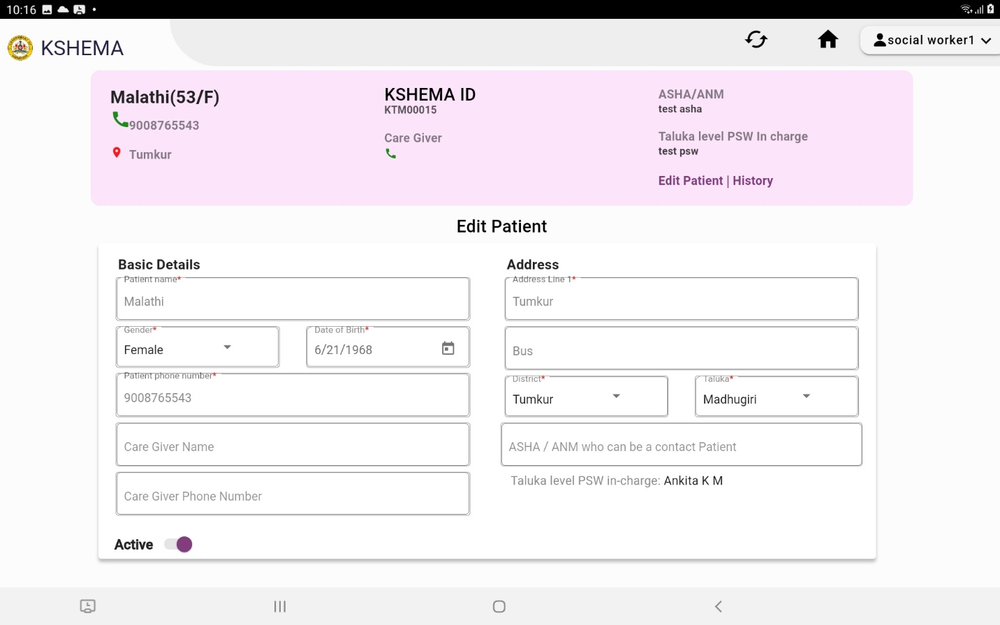 10:16
KSHEMA
social worker1
Malathi(53/F)
9008765543
Tumkur
KSHEMA ID
KTM00015
Care Giver
ASHA/ANM
test asha
Taluka level PSW In charge
test psw
Edit Patient | History
Edit Patient
Basic Details
Patient name*
Malathi
Gender*
Female
Date of Birth*
6/21/1968
Patient phone number*
9008765543
Care Giver Name
Care Giver Phone Number
Active
Address
Address Line 1*
Tumkur
Bus
District*
Tumkur
Taluka*
Madhugiri
ASHA / ANM who can be a contact Patient
Taluka level PSW in-charge: Ankita K M